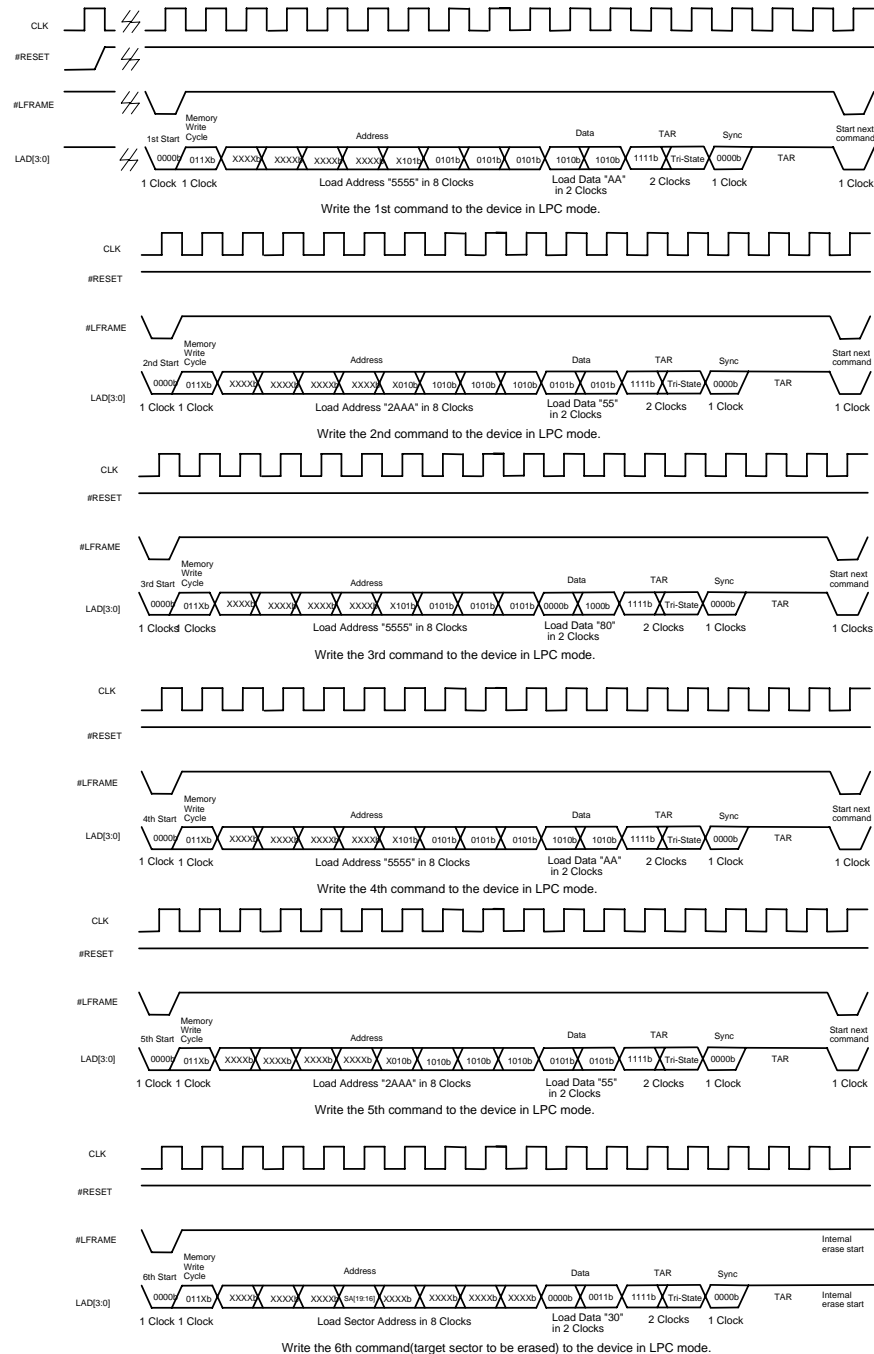 CLK
#RESET
#LFRAME
Memory
Write
Cycle
1st Start
Address
Data
TAR
Sync
Start next
command
LAD[3:0]
0000b 011Xb XXXXb XXXXb XXXXb XXXXb X101b 0101b 0101b 0101b 1010b 1010b 1111b Tri-State 0000b TAR
1 Clock 1 Clock Load Address "5555" in 8 Clocks Load Data "AA"
in 2 Clocks 2 Clocks 1 Clock 1 Clock
Write the 1st command to the device in LPC mode.
CLK
#RESET
#LFRAME
Memory
Write
Cycle
2nd Start
Address
Data
TAR
Sync
Start next
command
LAD[3:0]
0000b 011Xb XXXXb XXXXb XXXXb XXXXb X010b 1010b 1010b 1010b 0101b 0101b 1111b Tri-State 0000b TAR
1 Clock 1 Clock Load Address "2AAA" in 8 Clocks Load Data "55"
in 2 Clocks 2 Clocks 1 Clock 1 Clock
Write the 2nd command to the device in LPC mode.
CLK
#RESET
#LFRAME
Memory
Write
Cycle
3rd Start
Address
Data
TAR
Sync
Start next
command
LAD[3:0]
0000b 011Xb XXXXb XXXXb XXXXb XXXXb X101b 0101b 0101b 0101b 0000b 1000b 1111b Tri-State 0000b TAR
1 Clocks 1 Clocks Load Address "5555" in 8 Clocks Load Data "80"
in 2 Clocks 2 Clocks 1 Clocks 1 Clocks
Write the 3rd command to the device in LPC mode.
CLK
#RESET
#LFRAME
Memory
Write
Cycle
4th Start
Address
Data
TAR
Sync
Start next
command
LAD[3:0]
0000b 011Xb XXXXb XXXXb XXXXb XXXXb X101b 0101b 0101b 0101b 1010b 1010b 1111b Tri-State 0000b TAR
1 Clock 1 Clock Load Address "5555" in 8 Clocks Load Data "AA"
in 2 Clocks 2 Clocks 1 Clock 1 Clock
Write the 4th command to the device in LPC mode.
CLK
#RESET
#LFRAME
Memory
Write
Cycle
5th Start
Address
Data
TAR
Sync
Start next
command
LAD[3:0]
0000b 011Xb XXXXb XXXXb XXXXb XXXXb X010b 1010b 1010b 1010b 0101b 0101b 1111b Tri-State 0000b TAR
1 Clock 1 Clock Load Address "2AAA" in 8 Clocks Load Data "55"
in 2 Clocks 2 Clocks 1 Clock 1 Clock
Write the 5th command to the device in LPC mode.
CLK
#RESET
#LFRAME
Internal
erase start
Memory
Write
Cycle
6th Start
Address
Data
TAR
Sync
LAD[3:0]
0000b 011Xb XXXXb XXXXb XXXXb SA[19:16] XXXXb XXXXb XXXXb XXXXb 0000b 0011b 1111b Tri-State 0000b TAR Internal
erase start
1 Clock 1 Clock Load Sector Address in 8 Clocks Load Data "30"
in 2 Clocks 2 Clocks 1 Clock
Write the 6th command(target sector to be erased) to the device in LPC mode.